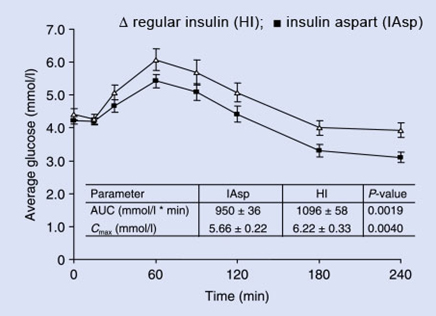 Δ regular insulin (HI); ■ insulin aspart (IAsp)
7.0
6.0
5.0
4.0
3.0
2.0
1.0
0
Average glucose (mmol/l)
Parameter IAsp HI P-value
AUC (mmol/l * min) 950 ± 36 1096 ± 58 0.0019
Cmax (mmol/l) 5.66 ± 0.22 6.22 ± 0.33 0.0040
0 60 120 180 240
Time (min)